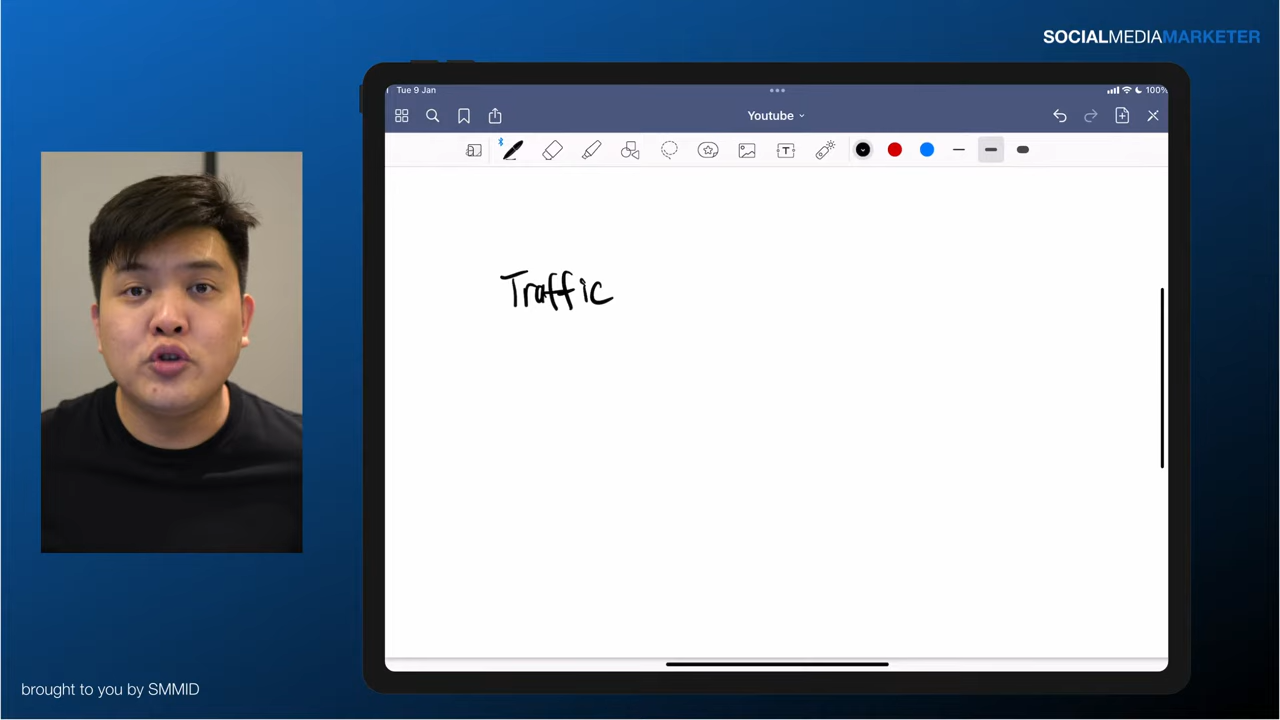 SOCIALMEDIAMARKETER
Tue 9 Jan
100%
Youtube
T
Traffic
brought to you by SMMID